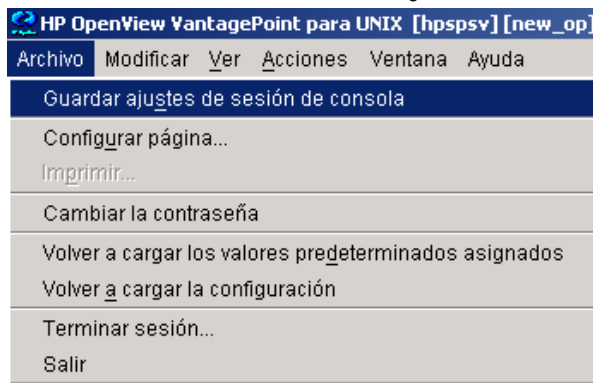 HP OpenView VantagePoint para UNIX [hpspsv] [new_op]
Archivo Modificar Ver Acciones Ventana Ayuda
Guardar ajustes de sesión de consola
Configurar página...
Imprimir...
Cambiar la contraseña
Volver a cargar los valores predeterminados asignados
Volver a cargar la configuración
Terminar sesión...
Salir